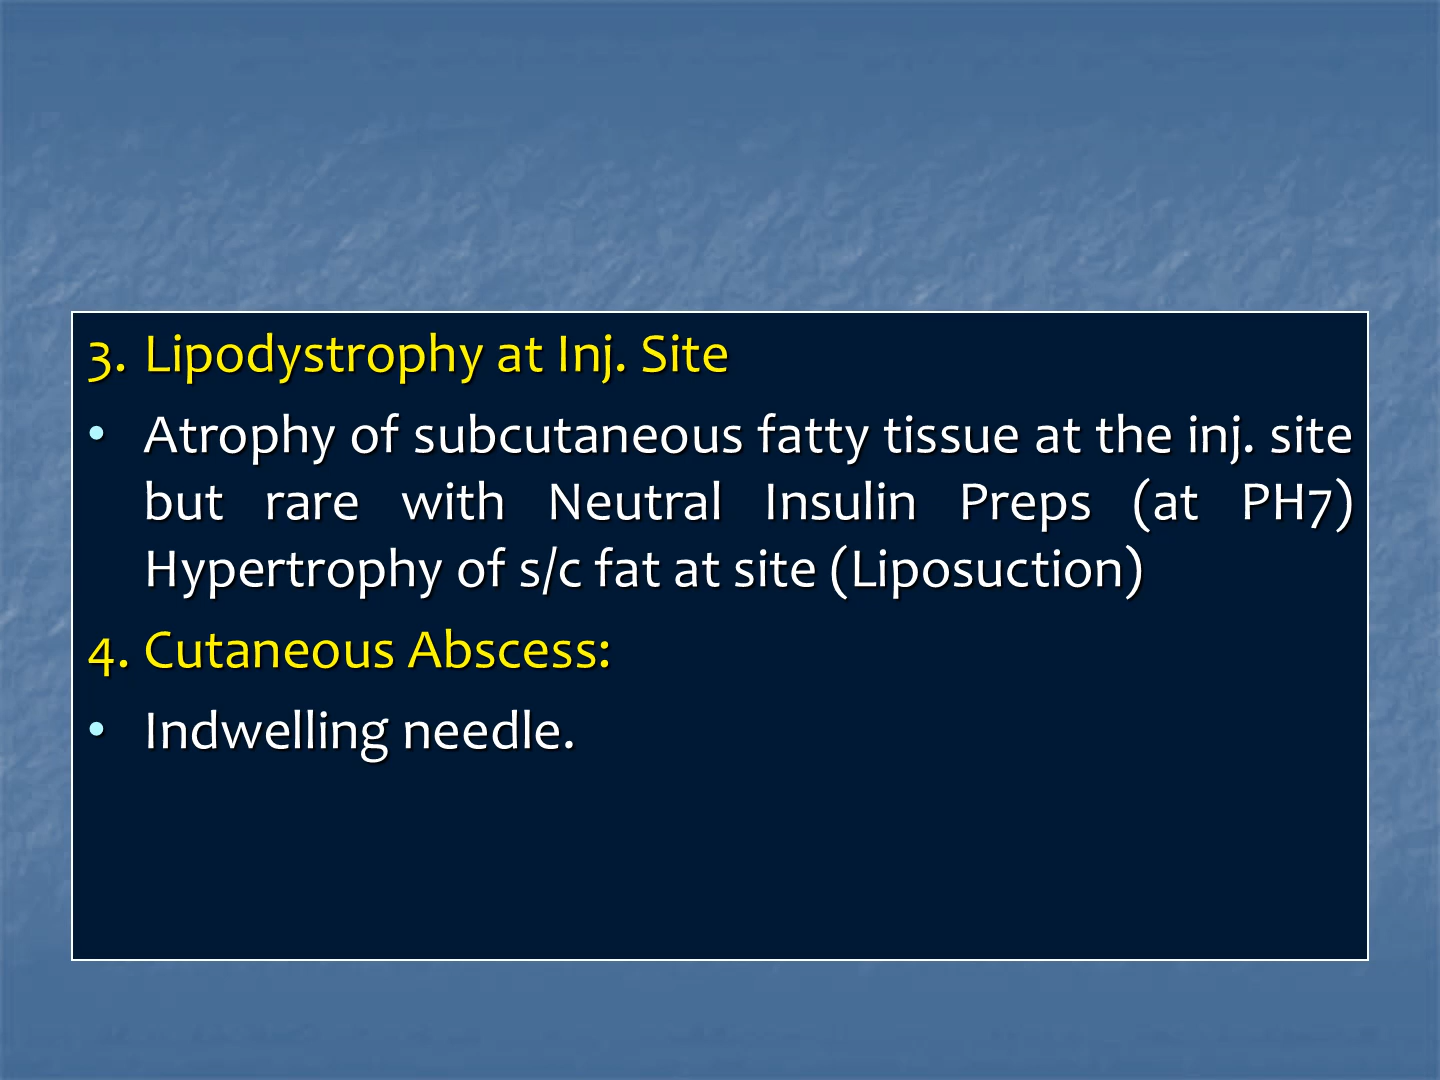 3. Lipodystrophy at Inj. Site
• Atrophy of subcutaneous fatty tissue at the inj. site
but rare with Neutral Insulin Preps (at PH7)
Hypertrophy of s/c fat at site (Liposuction)
4. Cutaneous Abscess:
• Indwelling needle.